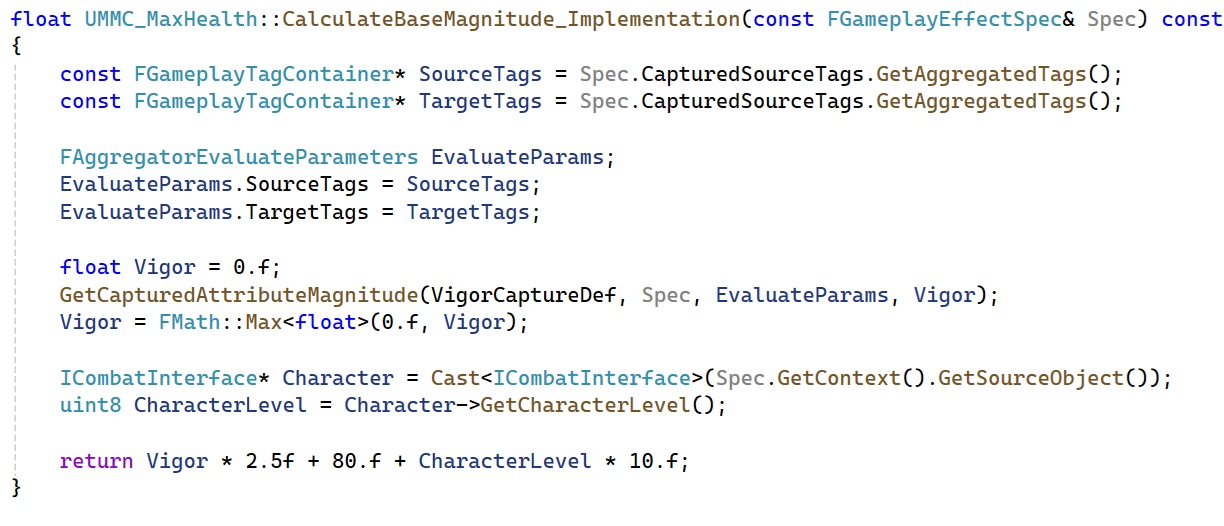 float UMMC_MaxHealth::CalculateBaseMagnitude_Implementation(const FGameplayEffectSpec& Spec) const
{
    const FGameplayTagContainer* SourceTags = Spec.CapturedSourceTags.GetAggregatedTags();
    const FGameplayTagContainer* TargetTags = Spec.CapturedSourceTags.GetAggregatedTags();

    FAggregatorEvaluateParameters EvaluateParams;
    EvaluateParams.SourceTags = SourceTags;
    EvaluateParams.TargetTags = TargetTags;

    float Vigor = 0.f;
    GetCapturedAttributeMagnitude(VigorCaptureDef, Spec, EvaluateParams, Vigor);
    Vigor = FMath::Max<float>(0.f, Vigor);

    ICombatInterface* Character = Cast<ICombatInterface>(Spec.GetContext().GetSourceObject());
    uint8 CharacterLevel = Character->GetCharacterLevel();

    return Vigor * 2.5f + 80.f + CharacterLevel * 10.f;
}